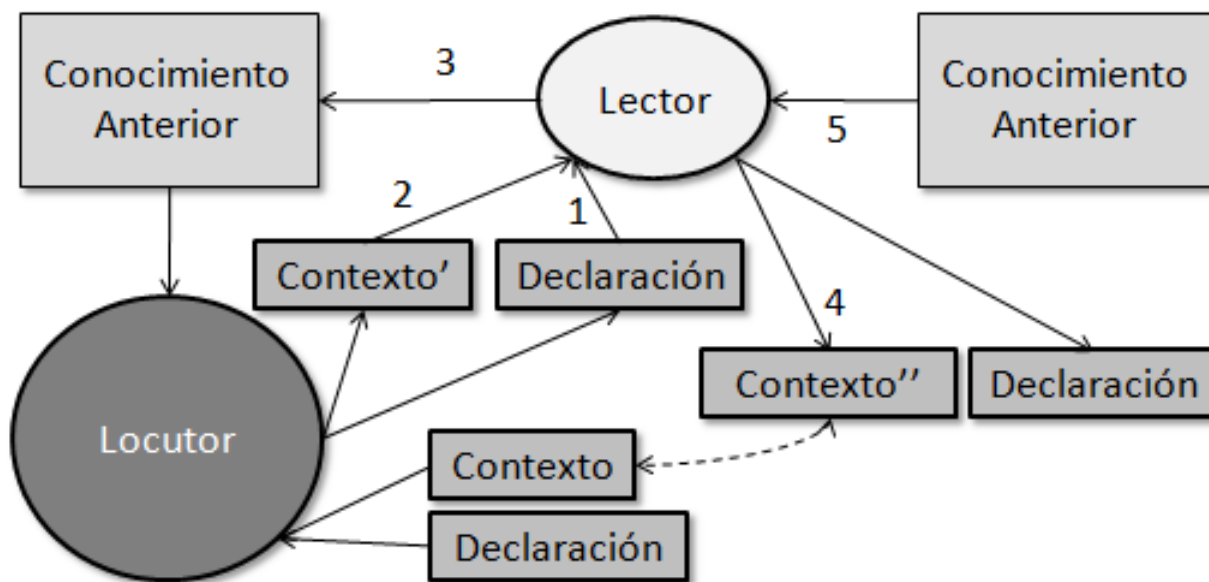 Conocimiento
Anterior
3
Lector
5
Conocimiento
Anterior
2
1
Contexto'
Declaración
4
Contexto''
Declaración
Locutor
Contexto
Declaración